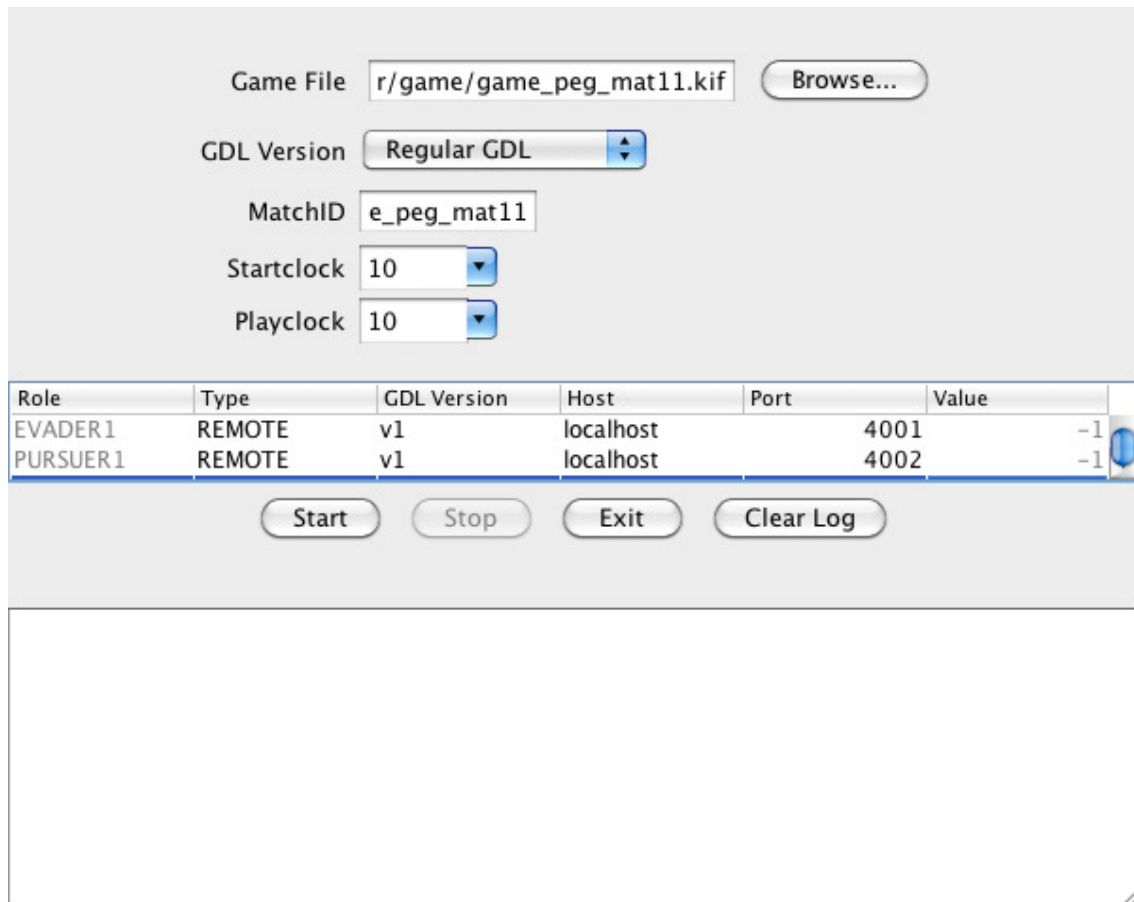 Game File r/game/game_peg_mat11.kif Browse...
GDL Version Regular GDL
MatchID e_peg_mat11
Startclock 10
Playclock 10
Role Type GDL Version Host Port Value
EVADER1 REMOTE v1 localhost 4001 -1
PURSUER1 REMOTE v1 localhost 4002 -1
Start Stop Exit Clear Log